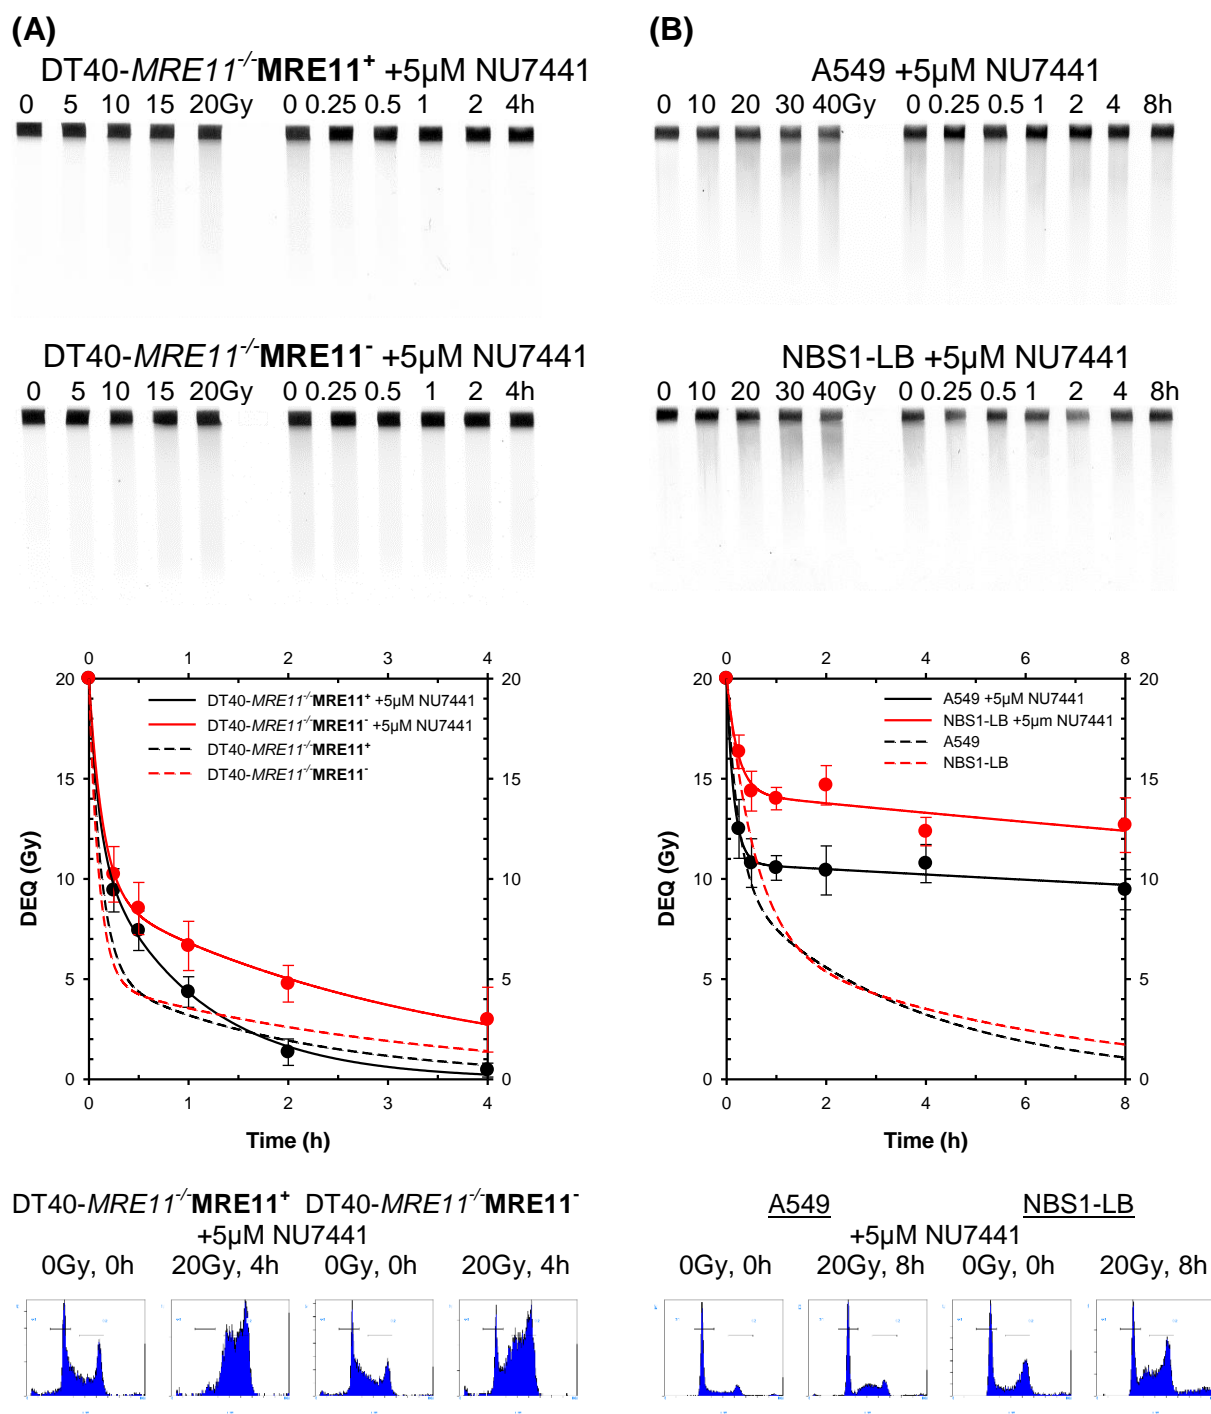 (A)
DT40-MRE11-/-MRE11+ +5µM NU7441
0 5 10 15 20Gy 0 0.25 0.5 1 2 4h
DT40-MRE11-/-MRE11- +5µM NU7441
0 5 10 15 20Gy 0 0.25 0.5 1 2 4h
0 1 2 3 4
20 20
15 15
10 10
5 5
0 0
DEQ (Gy)
DT40-MRE11-/-MRE11+ +5µM NU7441
DT40-MRE11-/-MRE11- +5µM NU7441
DT40-MRE11-/-MRE11+
DT40-MRE11-/-MRE11-
0 1 2 3 4
Time (h)
DT40-MRE11-/-MRE11+ DT40-MRE11-/-MRE11-
+5µM NU7441
0Gy, 0h 20Gy, 4h 0Gy, 0h 20Gy, 4h
(B)
A549 +5µM NU7441
0 10 20 30 40Gy 0 0.25 0.5 1 2 4 8h
NBS1-LB +5µM NU7441
0 10 20 30 40Gy 0 0.25 0.5 1 2 4 8h
0 2 4 6 8
20 20
15 15
10 10
5 5
0 0
DEQ (Gy)
A549 +5µM NU7441
NBS1-LB +5µm NU7441
A549
NBS1-LB
0 2 4 6 8
Time (h)
A549 NBS1-LB
+5µM NU7441
0Gy, 0h 20Gy, 8h 0Gy, 0h 20Gy, 8h